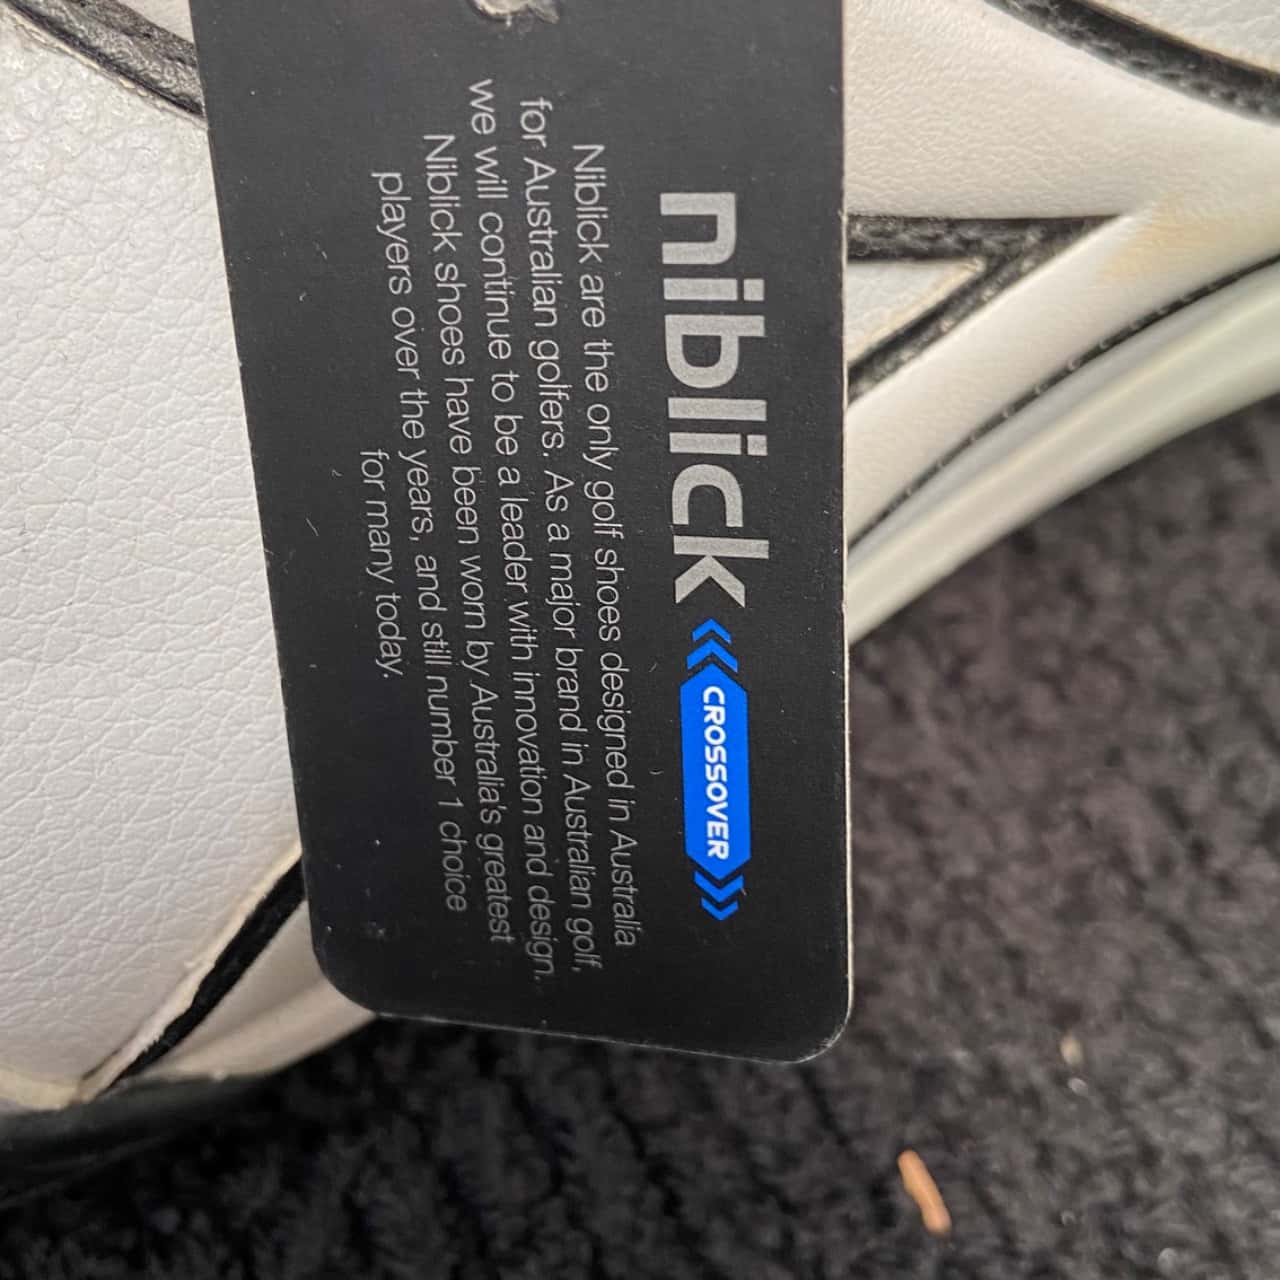 niblick
CROSSOVER
Niblick are the only golf shoes designed in Australia
for Australian golfers. As a major brand in Australian golf,
we will continue to be a leader with innovation and design.
Niblick shoes have been worn by Australia's greatest
players over the years, and still number 1 choice
for many today.